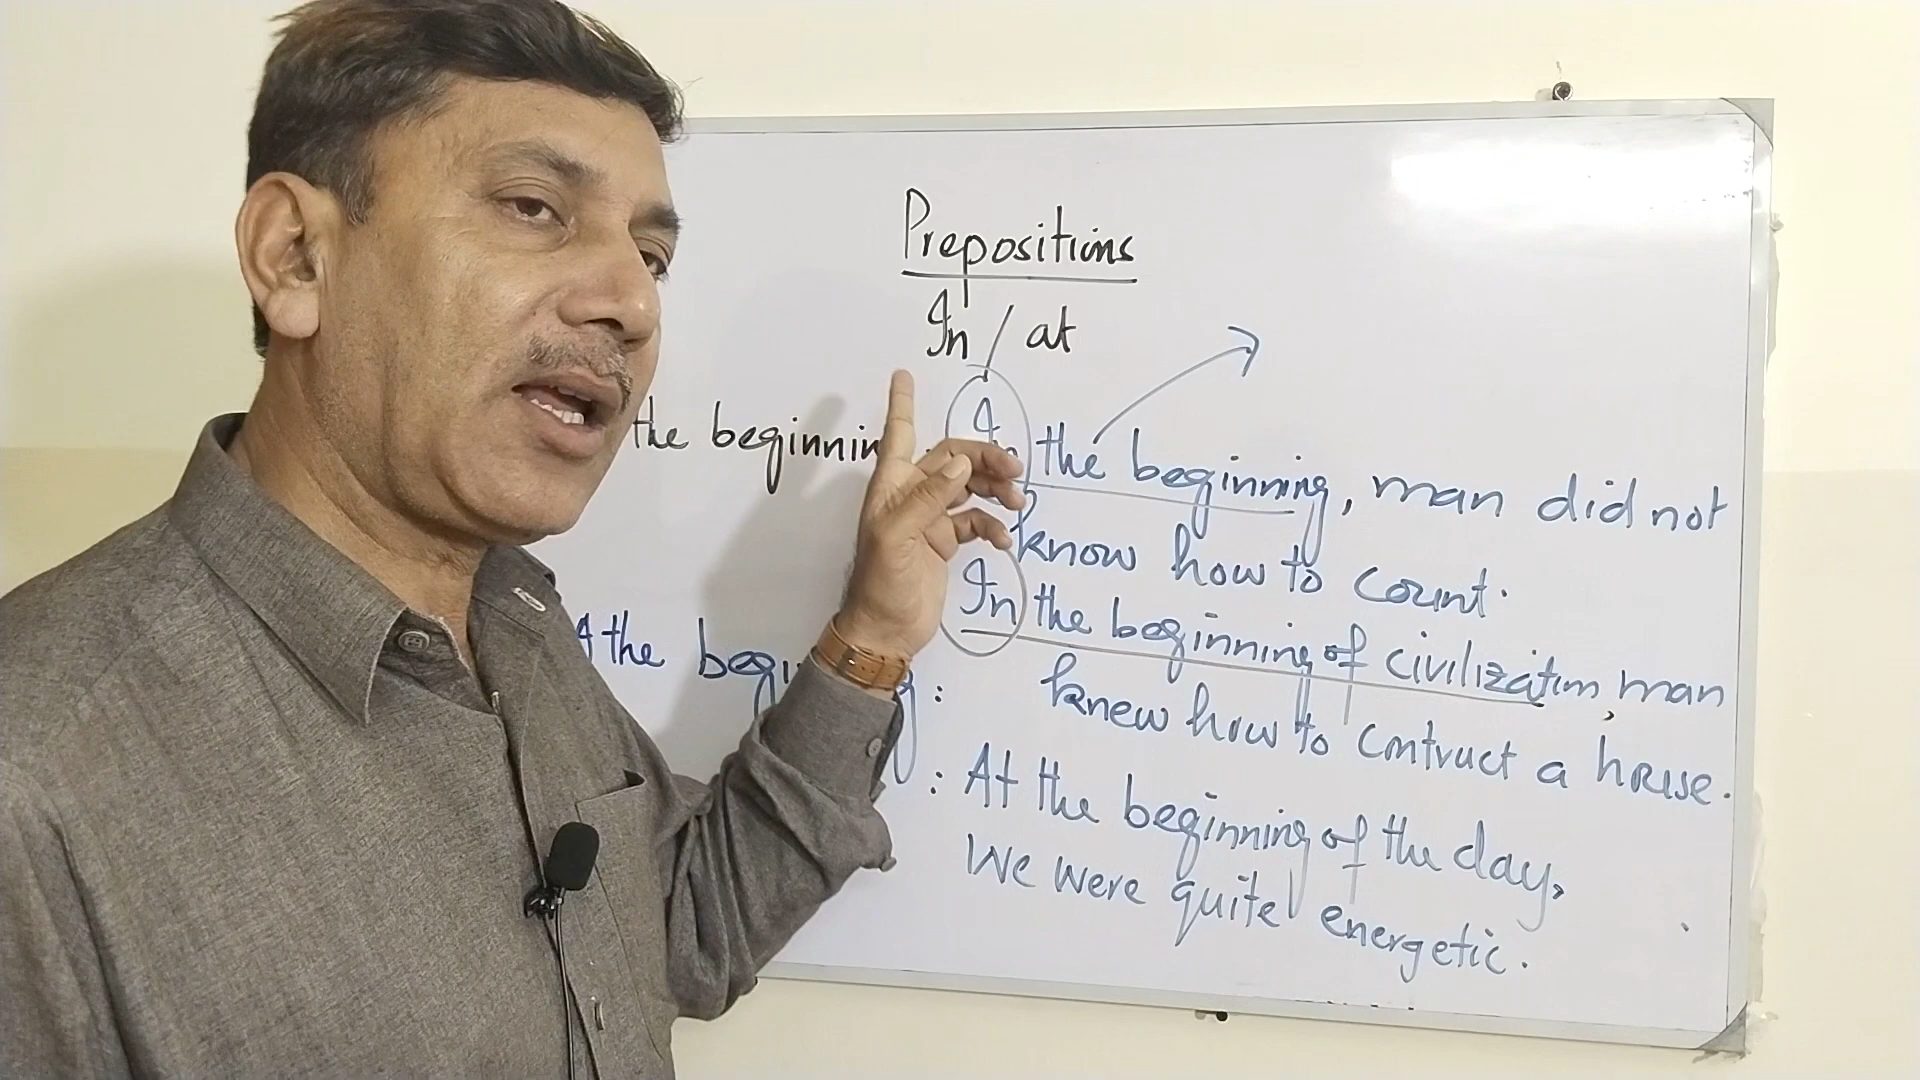 Prepositions
In / at
the beginning: In the beginning, man did not
know how to count.
In the beginning of civilization, man
the beginning: knew how to contruct a house.
: At the beginning of the day,
We were quite energetic.